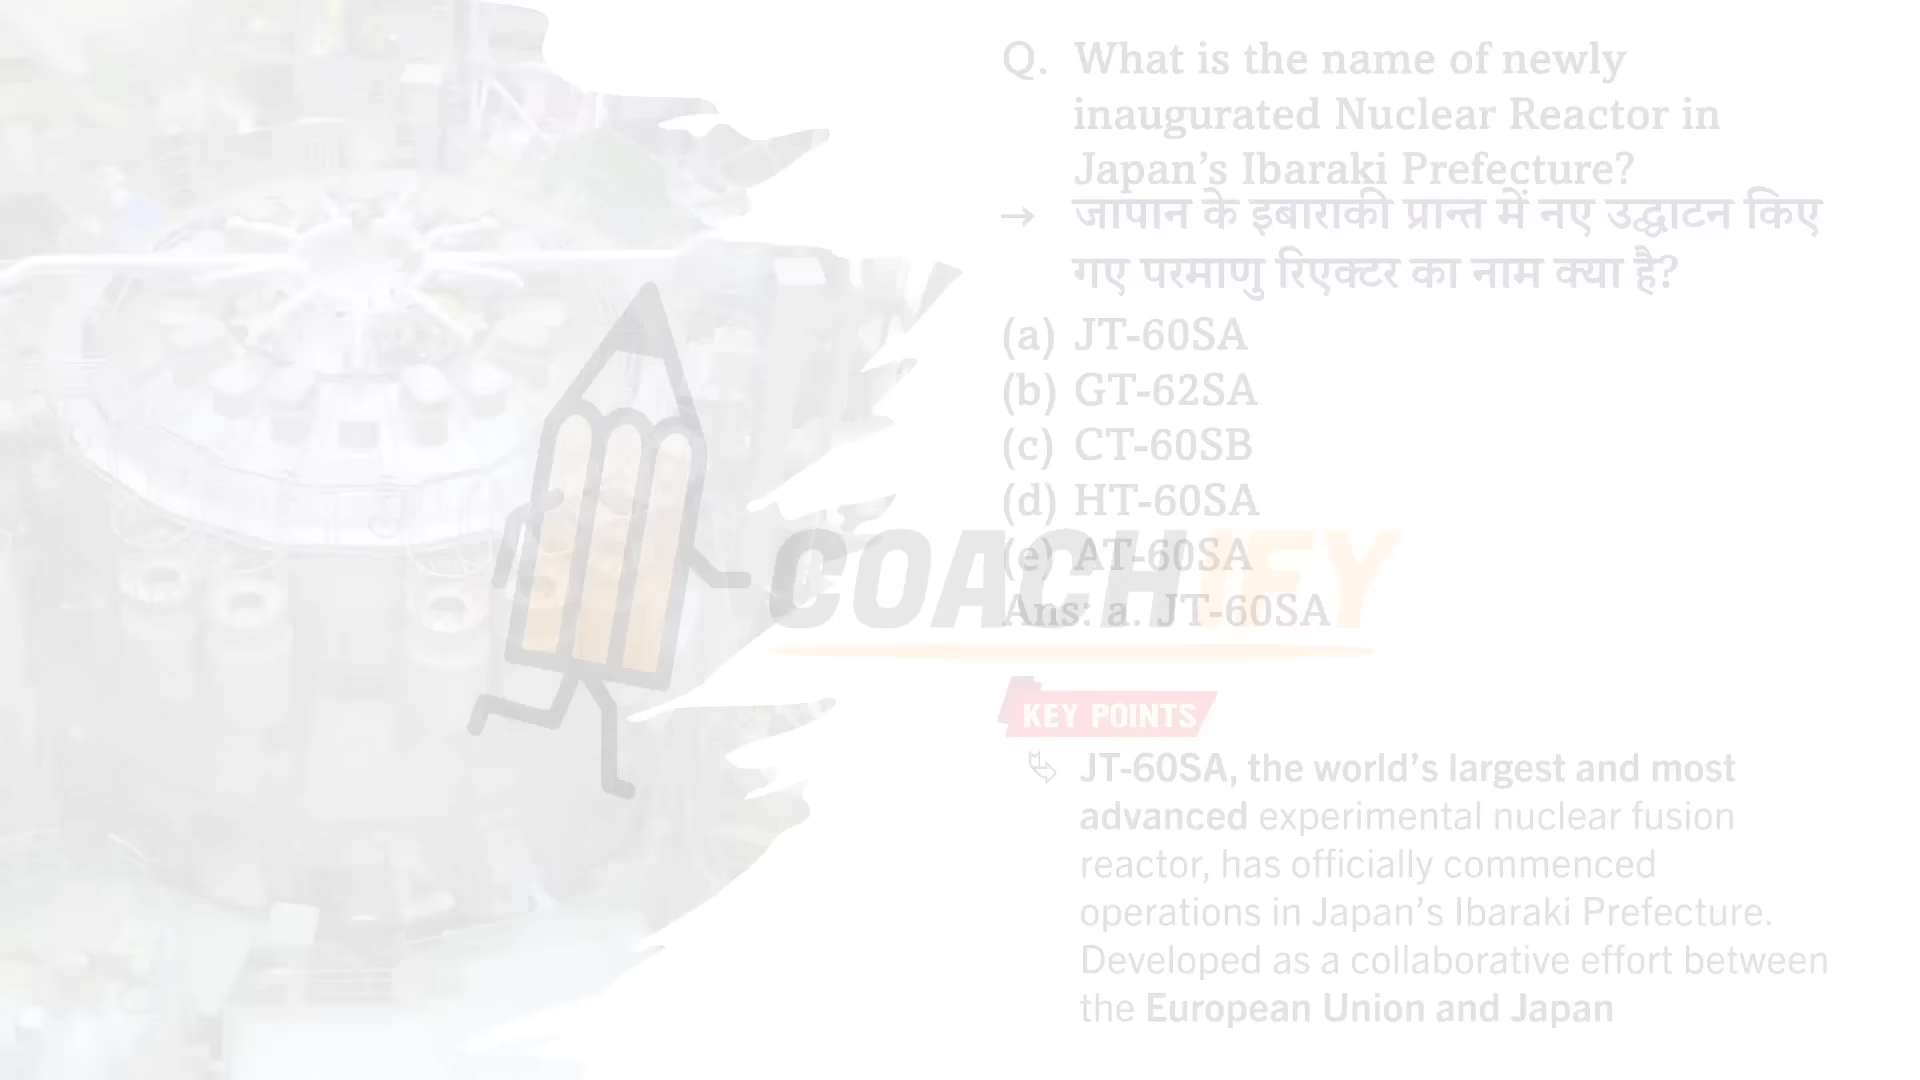 Q. What is the name of newly
inaugurated Nuclear Reactor in
Japan's Ibaraki Prefecture?
→ जापान के इबाराकी प्रान्त में नए उद्घाटन किए
गए परमाणु रिएक्टर का नाम क्या है?
(a) JT-60SA
(b) GT-62SA
(c) CT-60SB
(d) HT-60SA
(e) AT-60SA
Ans: a. JT-60SA
COACHIFY
KEY POINTS
JT-60SA, the world's largest and most
advanced experimental nuclear fusion
reactor, has officially commenced
operations in Japan's Ibaraki Prefecture.
Developed as a collaborative effort between
the European Union and Japan